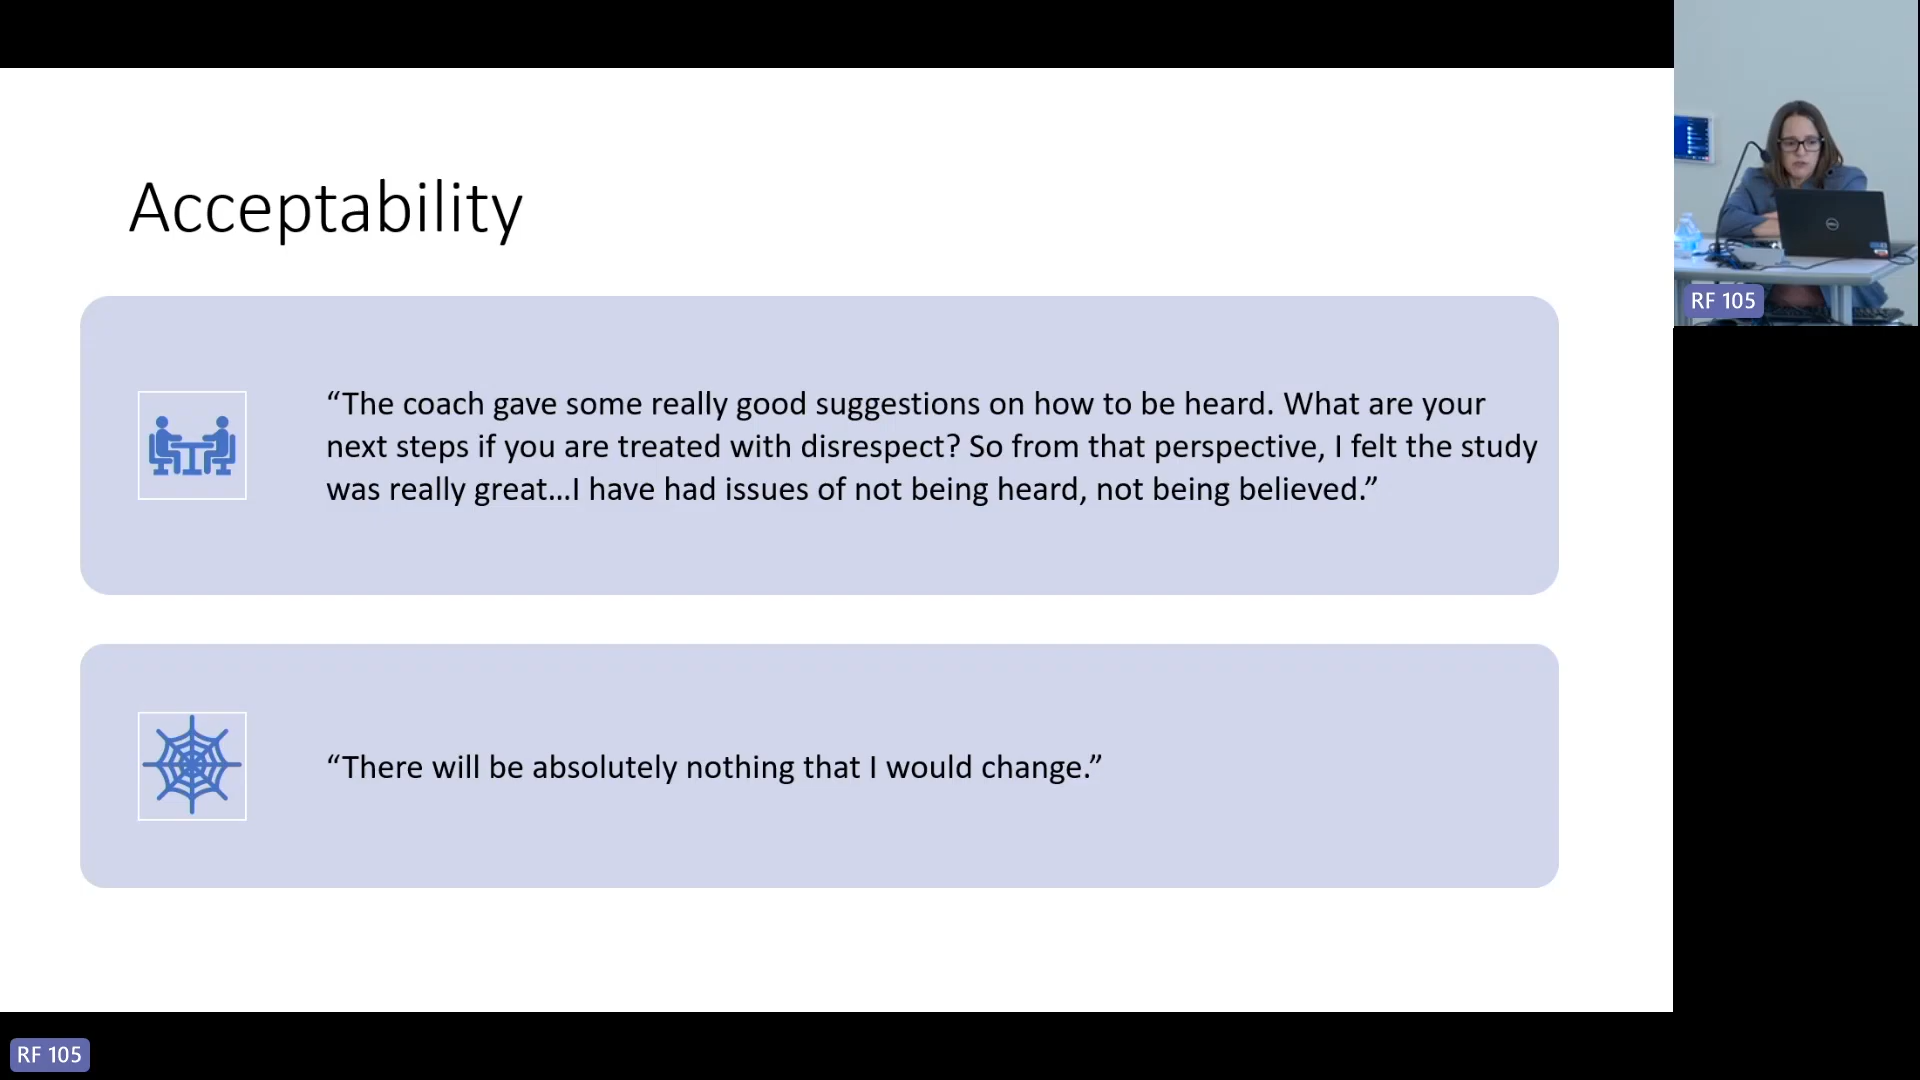 Acceptability
“The coach gave some really good suggestions on how to be heard. What are your
next steps if you are treated with disrespect? So from that perspective, I felt the study
was really great…I have had issues of not being heard, not being believed.”
“There will be absolutely nothing that I would change.”
RF 105
RF 105